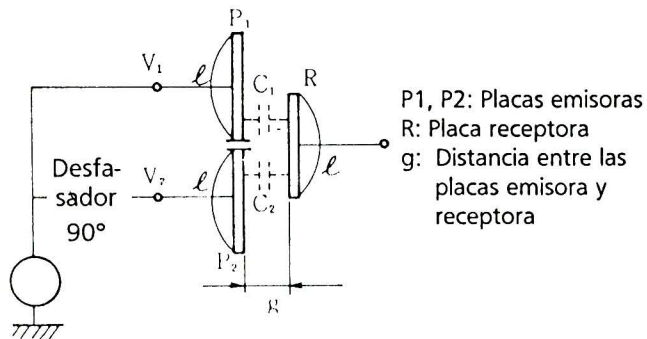 P₁
V₁
ℓ
C₁
R
P1, P2: Placas emisoras
R: Placa receptora
g: Distancia entre las
placas emisora y
receptora
Desfa-
sador
90°
V₂
ℓ
C₂
ℓ
P₂
g